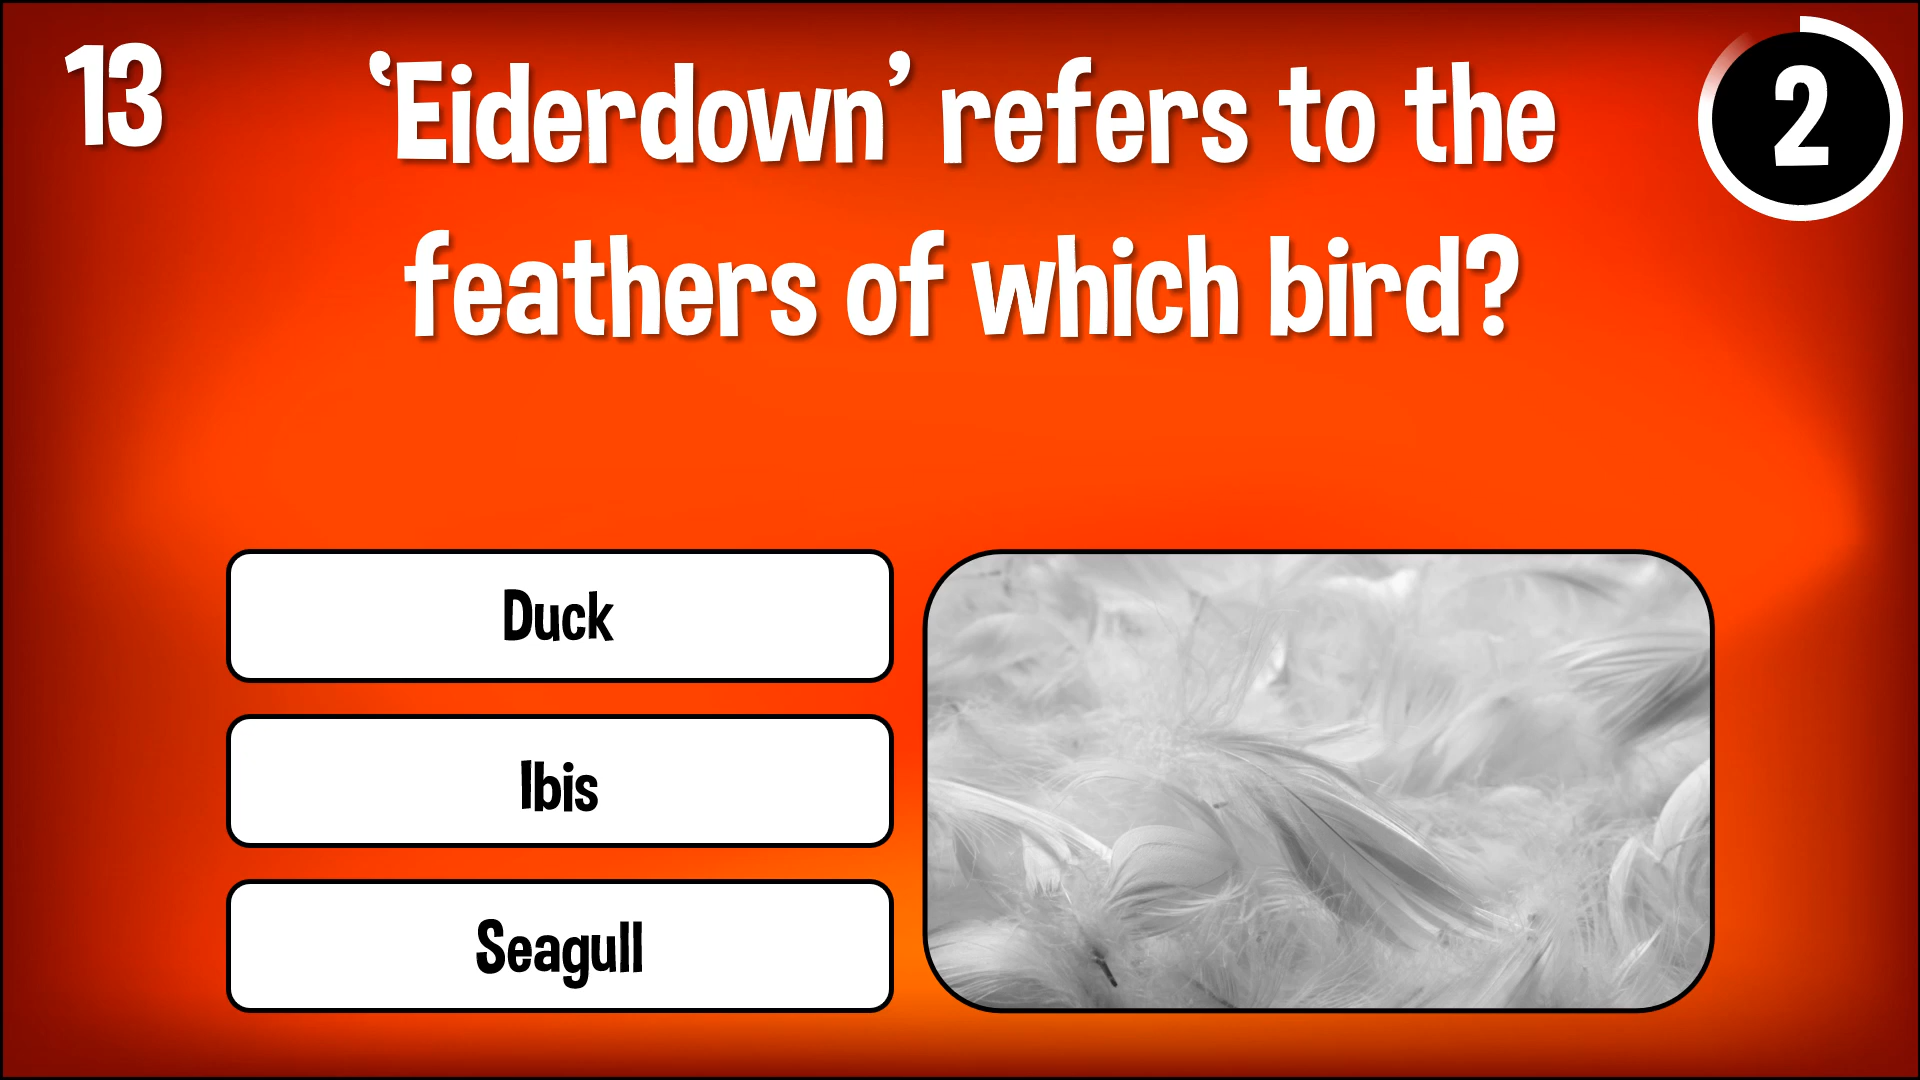 13
‘Eiderdown’ refers to the
feathers of which bird?
2
Duck
Ibis
Seagull